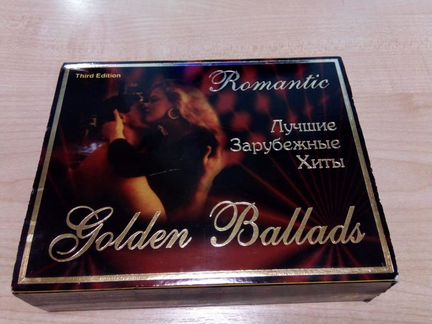 Third Edition
Romantic
Лучшие
Зарубежные
Хиты
Golden Ballads